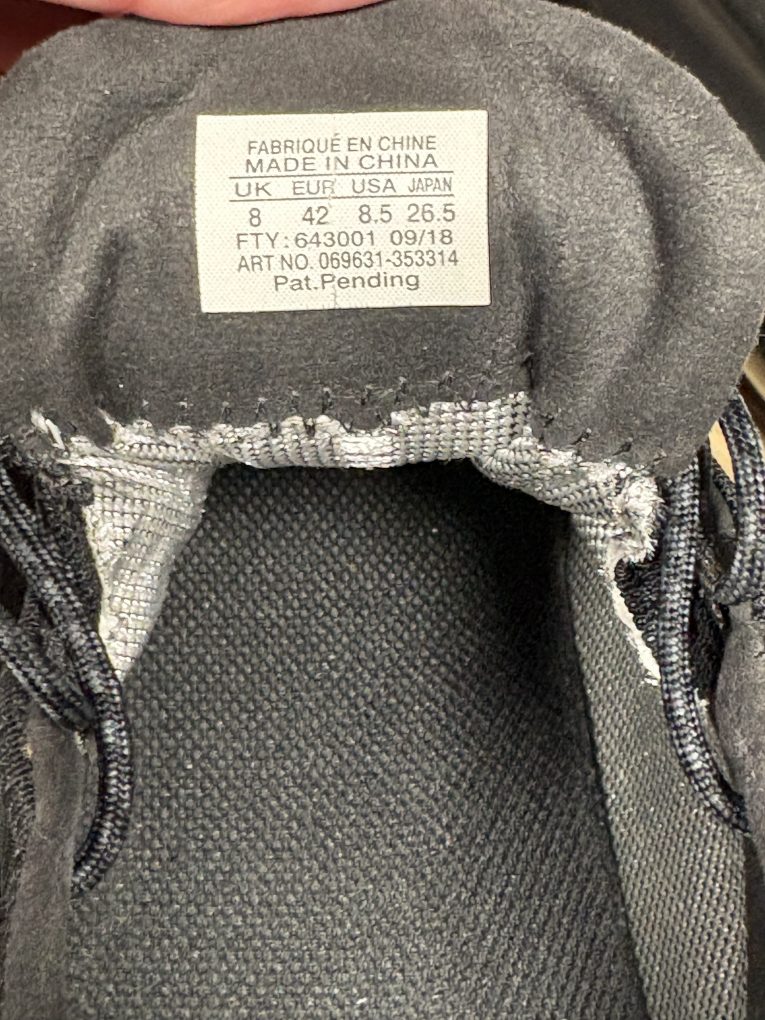 FABRIQUÉ EN CHINE
MADE IN CHINA
UK EUR USA JAPAN
8 42 8.5 26.5
FTY: 643001 09/18
ART NO. 069631-353314
Pat.Pending